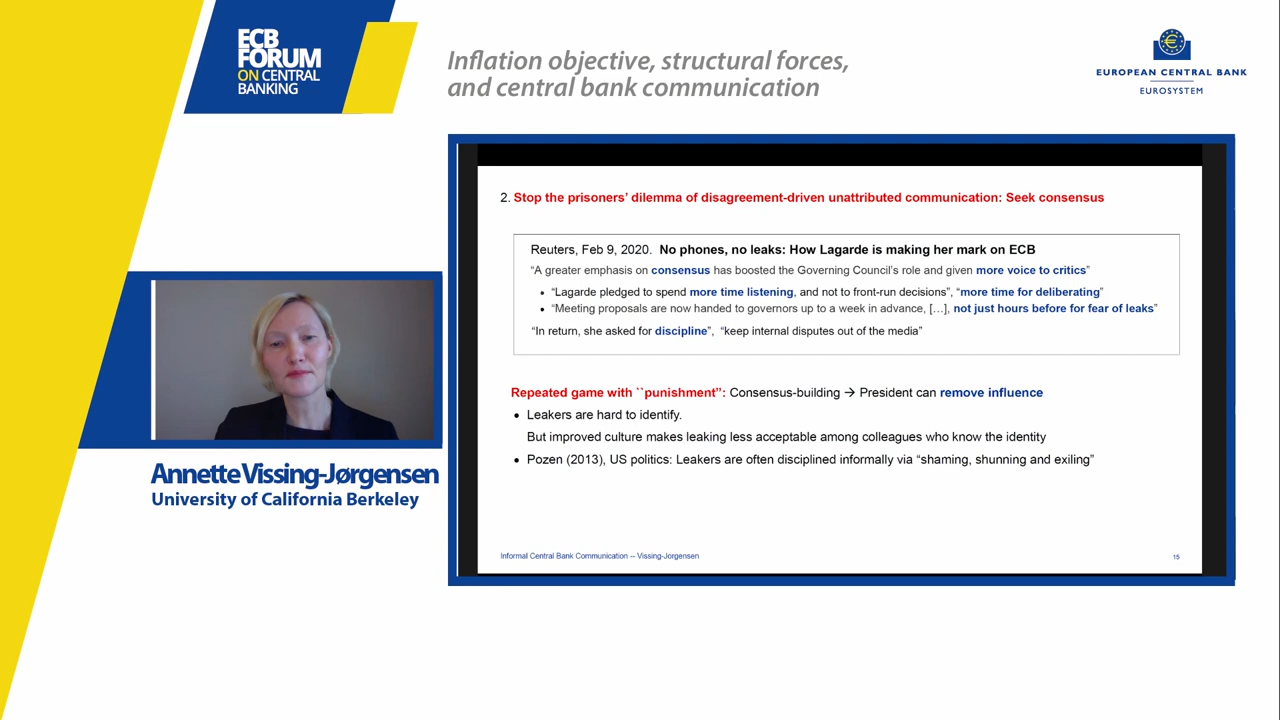 ECB
FORUM
ON CENTRAL
BANKING
Inflation objective, structural forces,
and central bank communication
EUROPEAN CENTRAL BANK
EUROSYSTEM
2. Stop the prisoners’ dilemma of disagreement-driven unattributed communication: Seek consensus
Reuters, Feb 9, 2020. No phones, no leaks: How Lagarde is making her mark on ECB
“A greater emphasis on consensus has boosted the Governing Council’s role and given more voice to critics”
• “Lagarde pledged to spend more time listening, and not to front-run decisions”, “more time for deliberating”
• “Meeting proposals are now handed to governors up to a week in advance, […], not just hours before for fear of leaks”
“In return, she asked for discipline”, “keep internal disputes out of the media”
Repeated game with ``punishment”: Consensus-building → President can remove influence
• Leakers are hard to identify.
But improved culture makes leaking less acceptable among colleagues who know the identity
• Pozen (2013), US politics: Leakers are often disciplined informally via “shaming, shunning and exiling”
Informal Central Bank Communication -- Vissing-Jorgensen
15
Annette Vissing-Jørgensen
University of California Berkeley